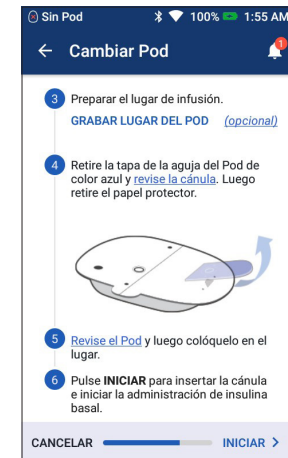 Sin Pod 100% 1:55 AM
Cambiar Pod 1
3 Preparar el lugar de infusión.
GRABAR LUGAR DEL POD (opcional)
4 Retire la tapa de la aguja del Pod de
color azul y revise la cánula. Luego
retire el papel protector.
5 Revise el Pod y luego colóquelo en el
lugar.
6 Pulse INICIAR para insertar la cánula
e iniciar la administración de insulina
basal.
CANCELAR INICIAR